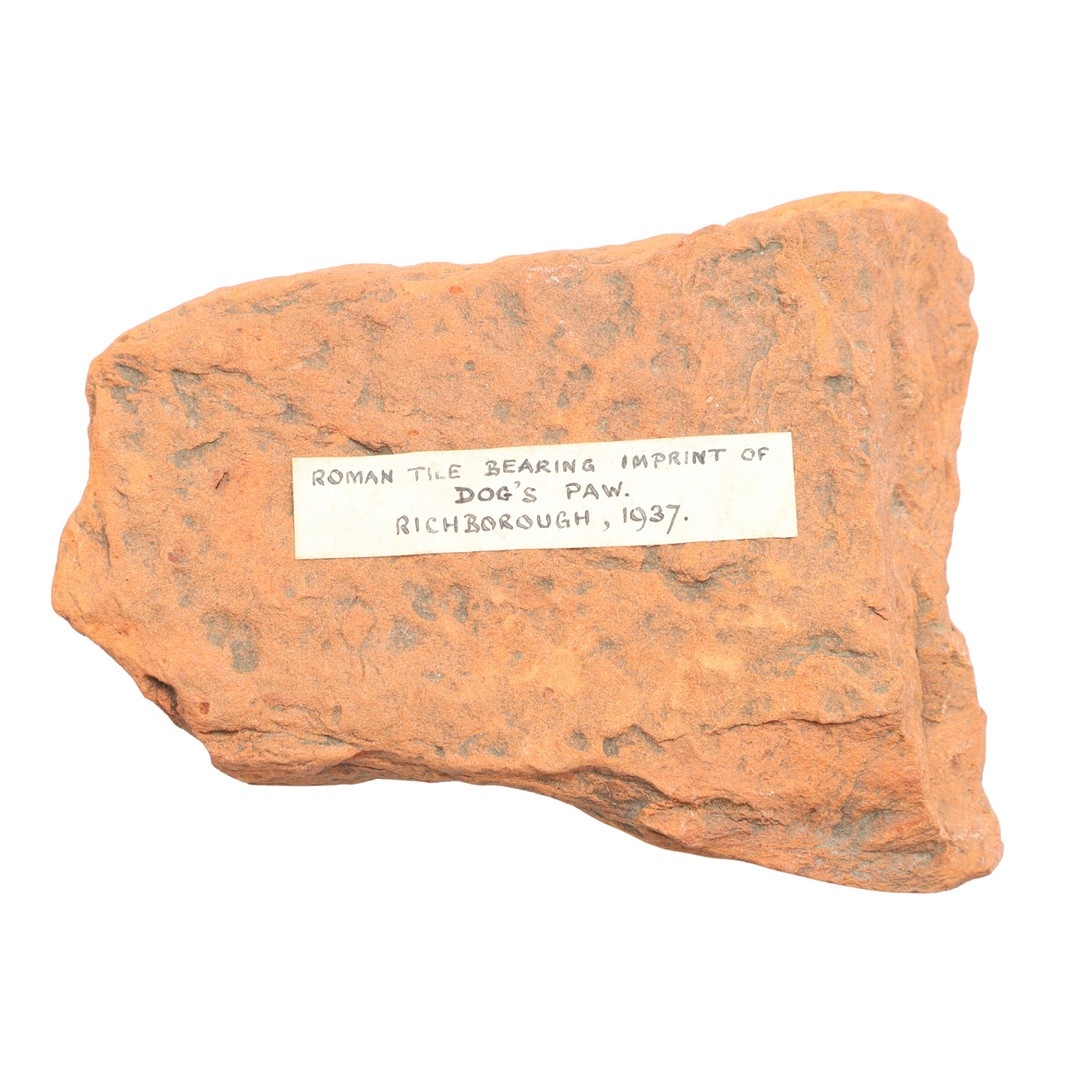 ROMAN TILE BEARING IMPRINT OF
DOG'S PAW.
RICHBOROUGH, 1937.